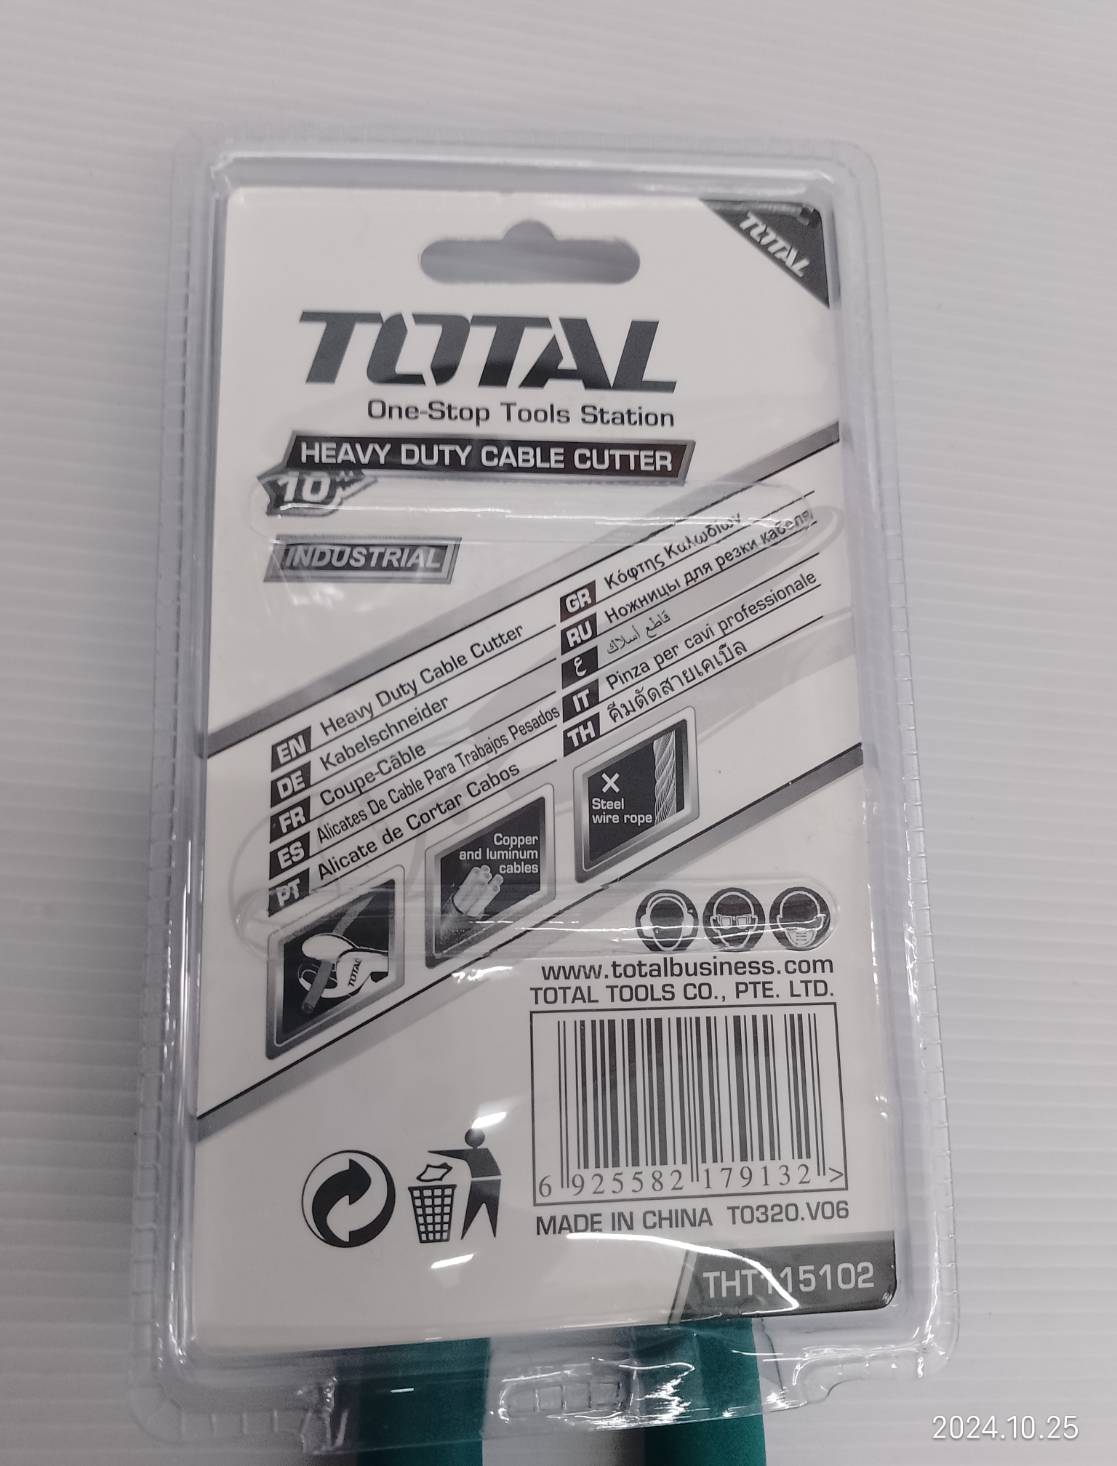 TOTAL
TOTAL
One-Stop Tools Station
HEAVY DUTY CABLE CUTTER
10"
INDUSTRIAL
EN Heavy Duty Cable Cutter
DE Kabelschneider
FR Coupe-Câble
ES Alicates De Cable Para Trabajos Pesados
PT Alicate de Cortar Cabos
GR Κόφτης Καλωδίων
RU Ножницы для резки кабеля
ع قاطع أسلاك
IT Pinza per cavi professionale
TH คีมตัดสายเคเบิ้ล
TOTAL
Copper
and luminum
cables
X
Steel
wire rope
www.totalbusiness.com
TOTAL TOOLS CO., PTE. LTD.
6 925582 179132 >
MADE IN CHINA T0320.V06
THT115102
2024.10.25